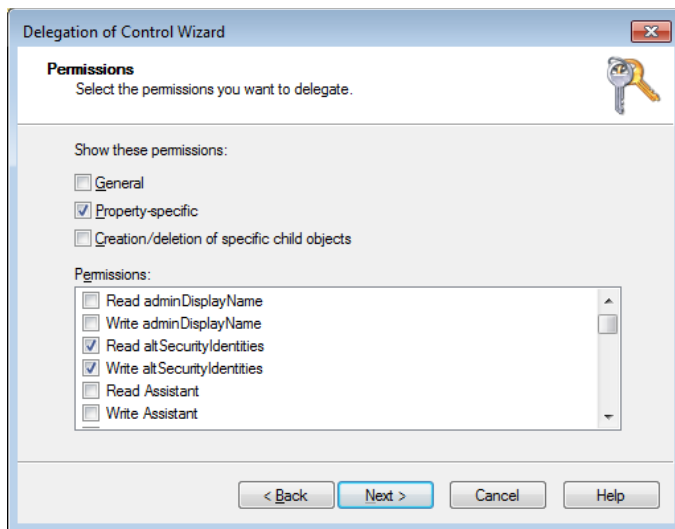 Delegation of Control Wizard
Permissions
Select the permissions you want to delegate.
Show these permissions:
General
Property-specific
Creation/deletion of specific child objects
Permissions:
Read adminDisplayName
Write adminDisplayName
Read altSecurityIdentities
Write altSecurityIdentities
Read Assistant
Write Assistant
< Back Next > Cancel Help